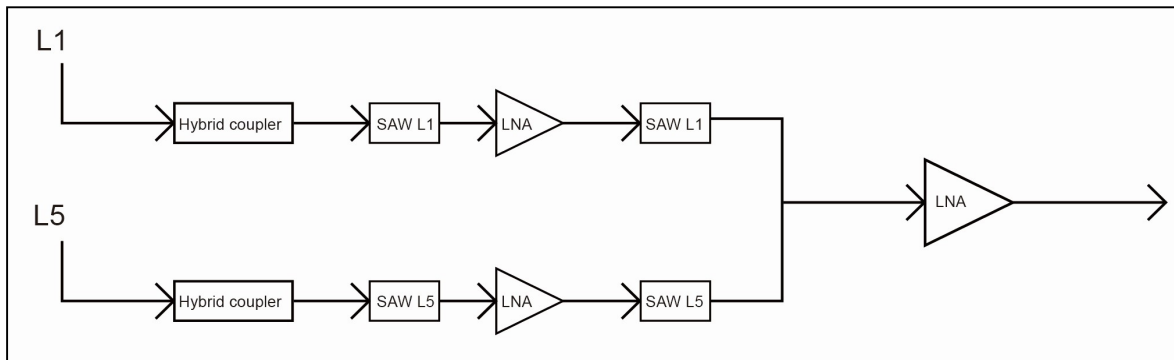 L1
Hybrid coupler
SAW L1
LNA
SAW L1
LNA
L5
Hybrid coupler
SAW L5
LNA
SAW L5